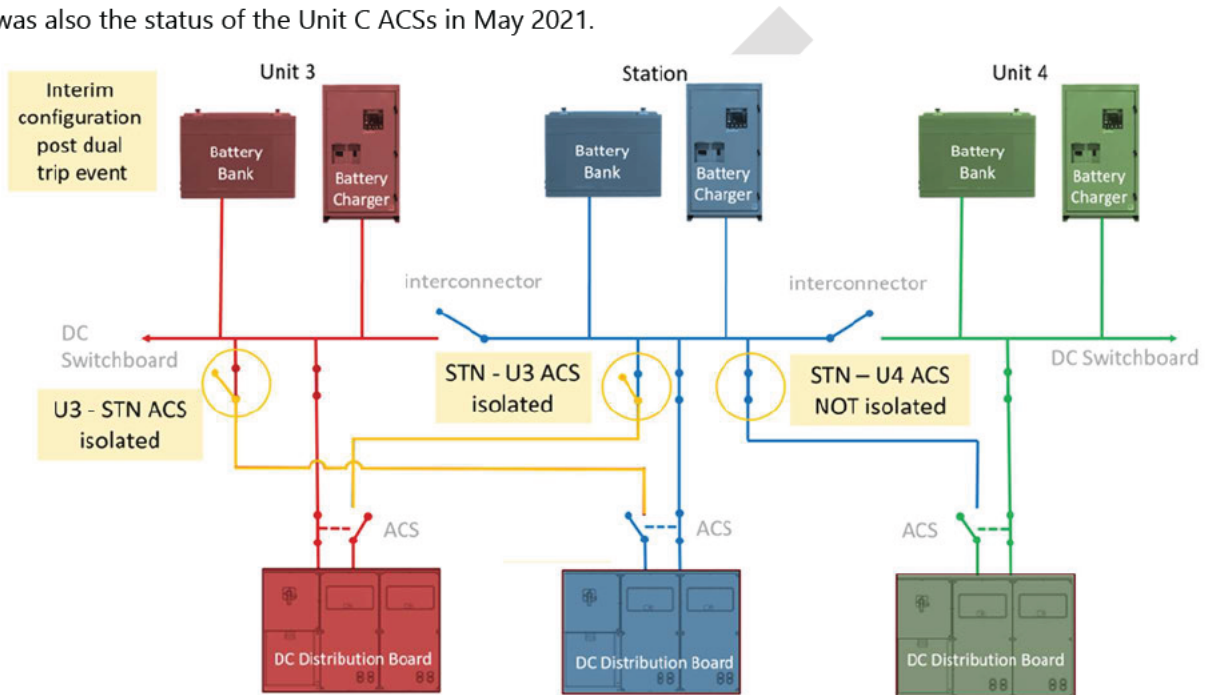 was also the status of the Unit C ACSs in May 2021.
Interim
configuration
post dual
trip event
Unit 3
Station
Unit 4
Battery
Bank
Battery
Charger
Battery
Bank
Battery
Charger
Battery
Bank
Battery
Charger
interconnector
interconnector
DC
Switchboard
DC Switchboard
U3 - STN ACS
isolated
STN - U3 ACS
isolated
STN – U4 ACS
NOT isolated
ACS
ACS
ACS
DC Distribution Board
DC Distribution Board
DC Distribution Board